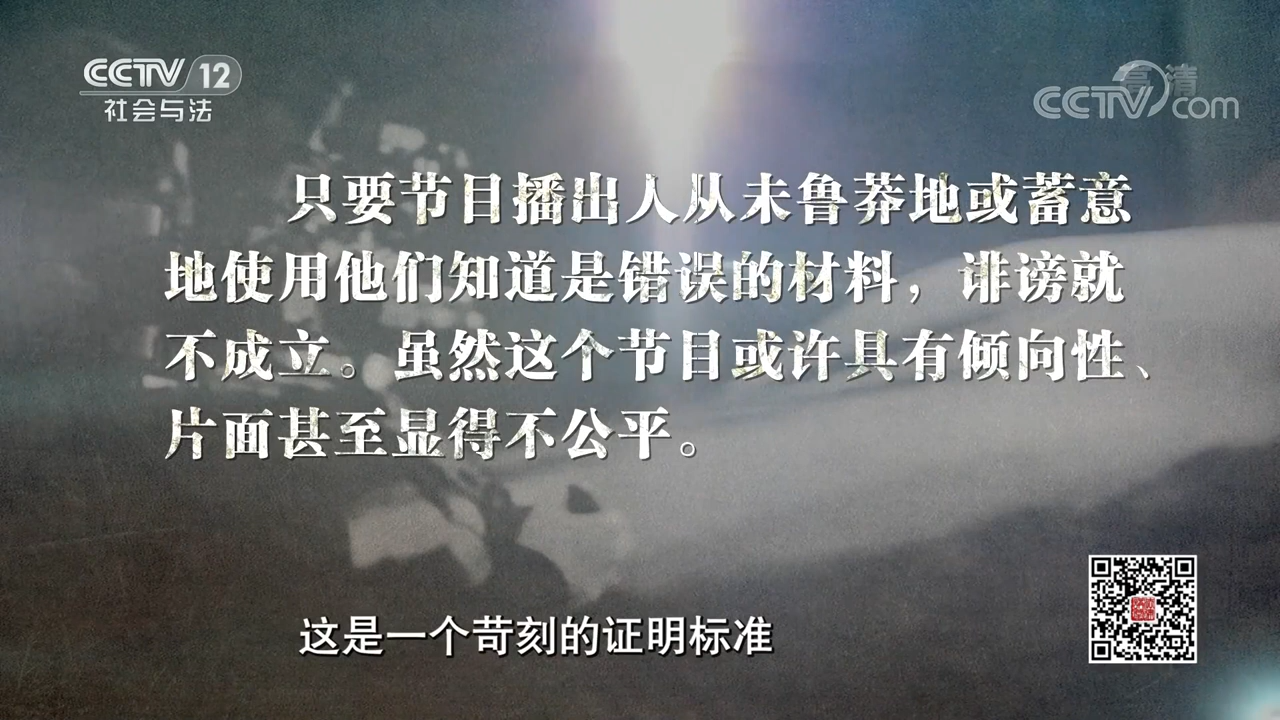 CCTV 12
社会与法
高清
CCTV com
只要节目播出人从未鲁莽地或蓄意
地使用他们知道是错误的材料，诽谤就
不成立。虽然这个节目或许具有倾向性、
片面甚至显得不公平。
这是一个苛刻的证明标准